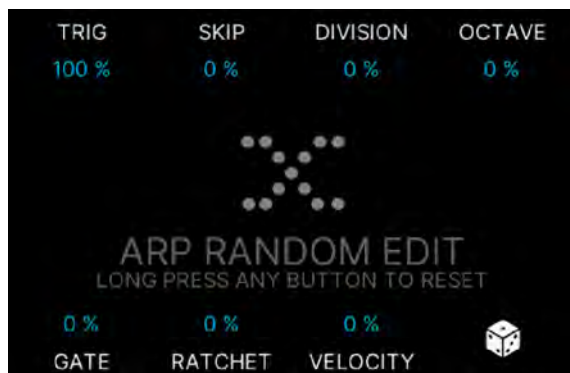 TRIG SKIP DIVISION OCTAVE
100 % 0 % 0 % 0 %
ARP RANDOM EDIT
LONG PRESS ANY BUTTON TO RESET
0 % 0 % 0 %
GATE RATCHET VELOCITY